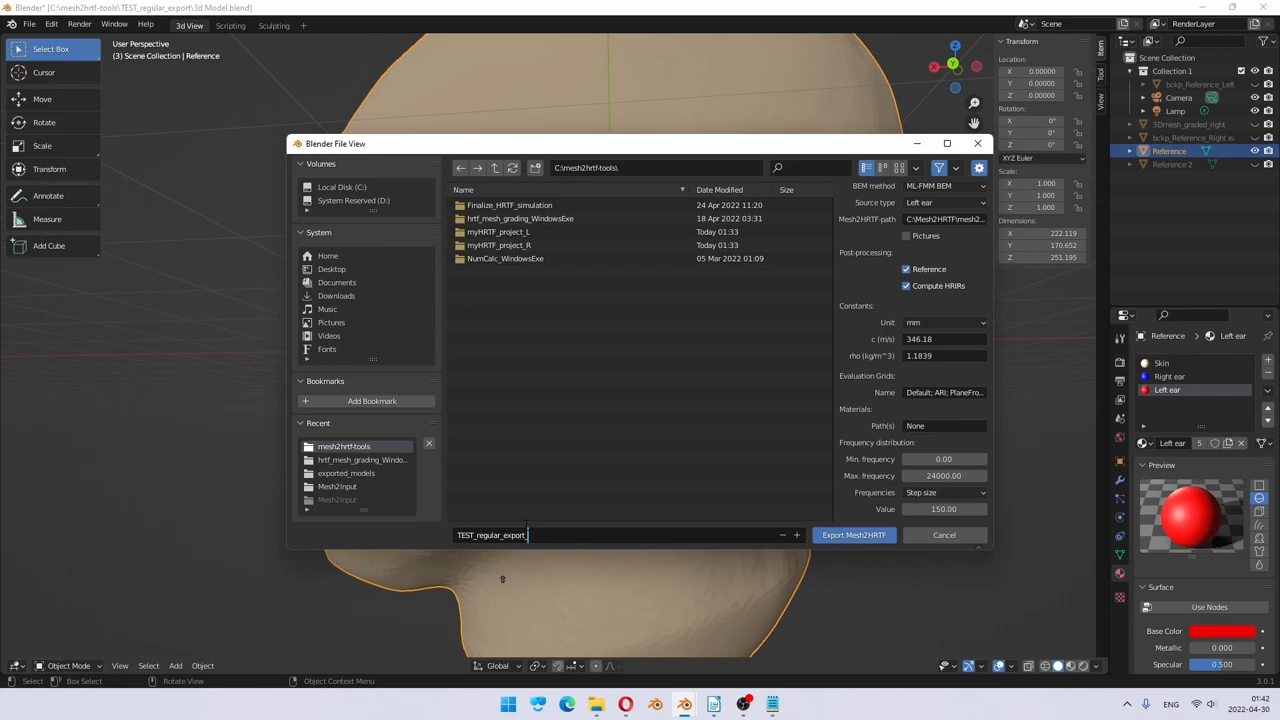 Blender* [C:\mesh2hrtf-tools\TEST_regular_export\3d Model.blend]
File Edit Render Window Help 3d View Scripting Sculpting Scene RenderLayer
Select Box
Cursor
Move
Rotate
Scale
Transform
Annotate
Measure
Add Cube
User Perspective
(3) Scene Collection | Reference
Blender File View
Volumes
Local Disk (C:)
System Reserved (D:)
System
Home
Desktop
Documents
Downloads
Music
Pictures
Videos
Fonts
Bookmarks
Add Bookmark
Recent
mesh2hrtf-tools
hrtf_mesh_grading_Windo...
exported_models
Mesh2Input
Mesh2Input
C:\mesh2hrtf-tools\
Name Date Modified Size
Finalize_HRTF_simulation 24 Apr 2022 11:20
hrtf_mesh_grading_WindowsExe 18 Apr 2022 03:31
myHRTF_project_L Today 01:33
myHRTF_project_R Today 01:33
NumCalc_WindowsExe 05 Mar 2022 01:09
TEST_regular_export_
Export Mesh2HRTF Cancel
BEM method ML-FMM BEM
Source type Left ear
Mesh2HRTF-path C:\Mesh2HRTF\mesh2...
Pictures
Post-processing:
Reference
Compute HRIRs
Constants:
Unit mm
c (m/s) 346.18
rho (kg/m^3) 1.1839
Evaluation Grids:
Name Default; ARI; PlaneFro...
Materials:
Path(s) None
Frequency distribution:
Min. frequency 0.00
Max. frequency 24000.00
Frequencies Step size
Value 150.00
Transform
Location:
X 0.00000
Y 0.00000
Z 0.00000
Rotation:
X 0°
Y 0°
Z 0°
XYZ Euler
Scale:
X 1.000
Y 1.000
Z 1.000
Dimensions:
X 222.119
Y 170.652
Z 251.195
Item
Tool
View
X
Y
Z
Scene Collection
Collection 1
bckp_Reference_Left
Camera
Lamp
3Dmesh_graded_right
bckp_Reference_Right ea
Reference
Reference 2
Reference Left ear
Skin
Right ear
Left ear
Left ear 5
Preview
Surface
Use Nodes
Base Color
Metallic 0.000
Specular 0.500
Object Mode View Select Add Object Global
Select Box Select Rotate View Object Context Menu 3.0.1
ENG 01:42
2022-04-30